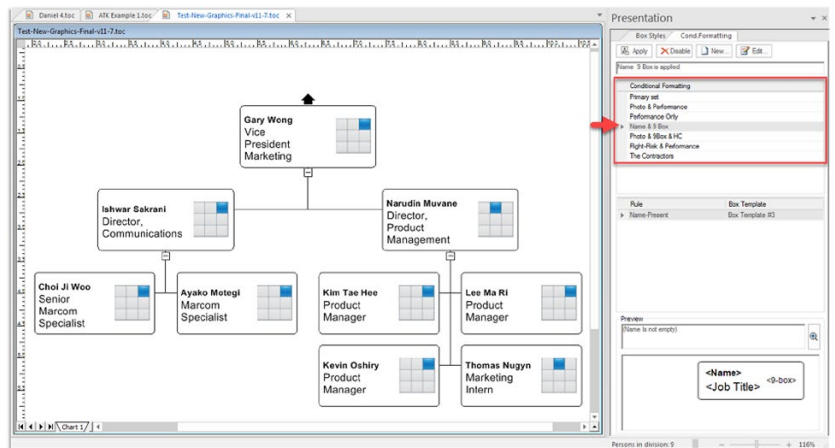 Daniel 4.toc
ATK Example 1.toc
Test-New-Graphics-Final-v11-7.toc
Test-New-Graphics-Final-v11-7.toc
Gary Wong
Vice
President
Marketing
Ishwar Sakrani
Director,
Communications
Narudin Muvane
Director,
Product
Management
Choi Ji Woo
Senior
Marcom
Specialist
Ayako Motegi
Marcom
Specialist
Kim Tae Hee
Product
Manager
Lee Ma Ri
Product
Manager
Kevin Oshiry
Product
Manager
Thomas Nugyn
Marketing
Intern
Chart 1
Presentation
Box Styles
Cond.Formatting
Apply
Disable
New...
Edit...
Name 9 Box is applied
Conditional Formatting
Primary set
Photo & Performance
Performance Only
Name & 9 Box
Photo & 9Box & HC
Flight-Risk & Performance
The Contractors
Rule Box Template
Name-Present Box Template #3
Preview
(Name Is not empty)
<Name>
<Job Title>
<9-box>
Persons in division: 9
116%